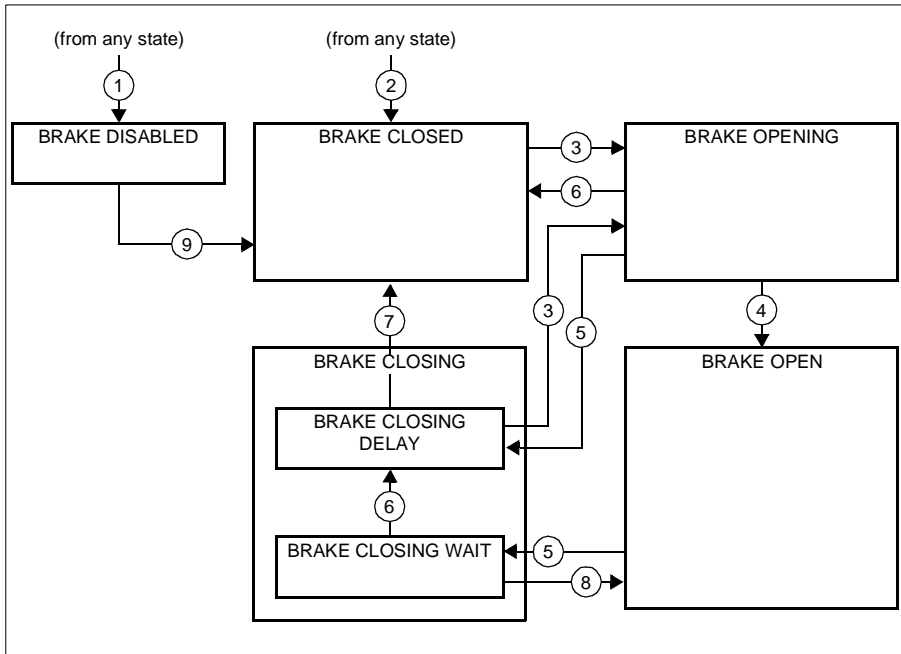 (from any state)
(from any state)
1
2
BRAKE DISABLED
BRAKE CLOSED
BRAKE OPENING
3
6
9
3
5
4
7
BRAKE CLOSING
BRAKE OPEN
BRAKE CLOSING
DELAY
6
BRAKE CLOSING WAIT
5
8